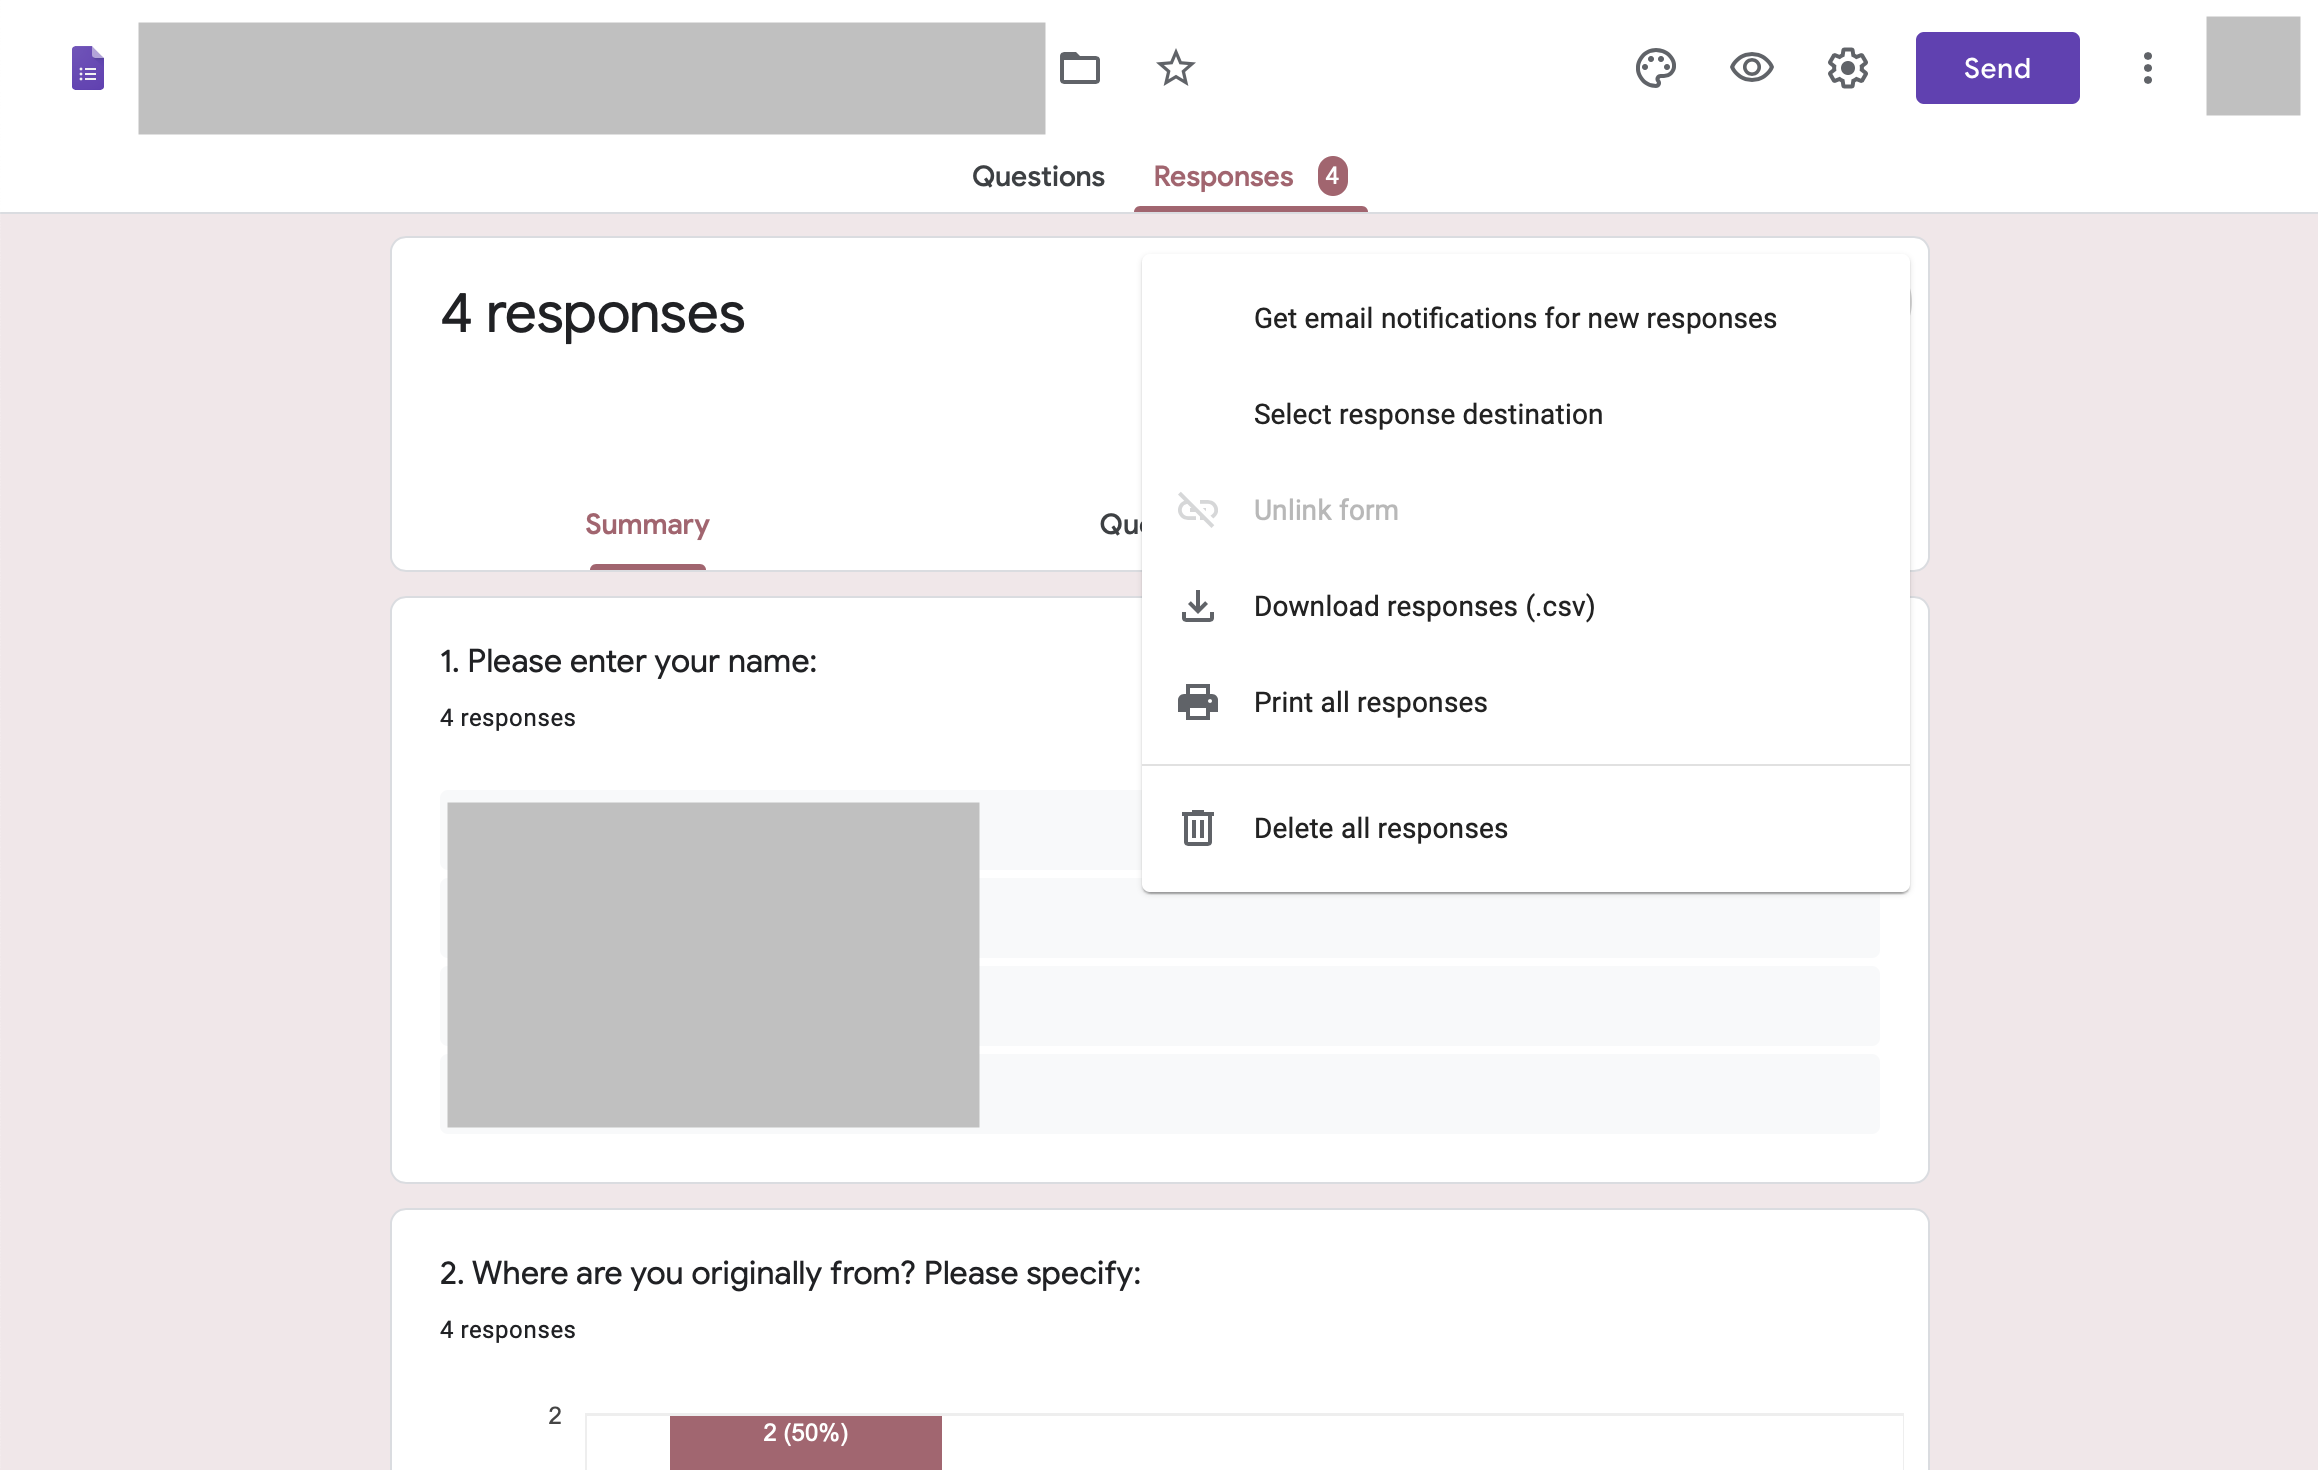 Send
Questions
Responses 4
4 responses
Get email notifications for new responses
Select response destination
Unlink form
Download responses (.csv)
Print all responses
Delete all responses
Summary
1. Please enter your name:
4 responses
2. Where are you originally from? Please specify:
4 responses
2
2 (50%)